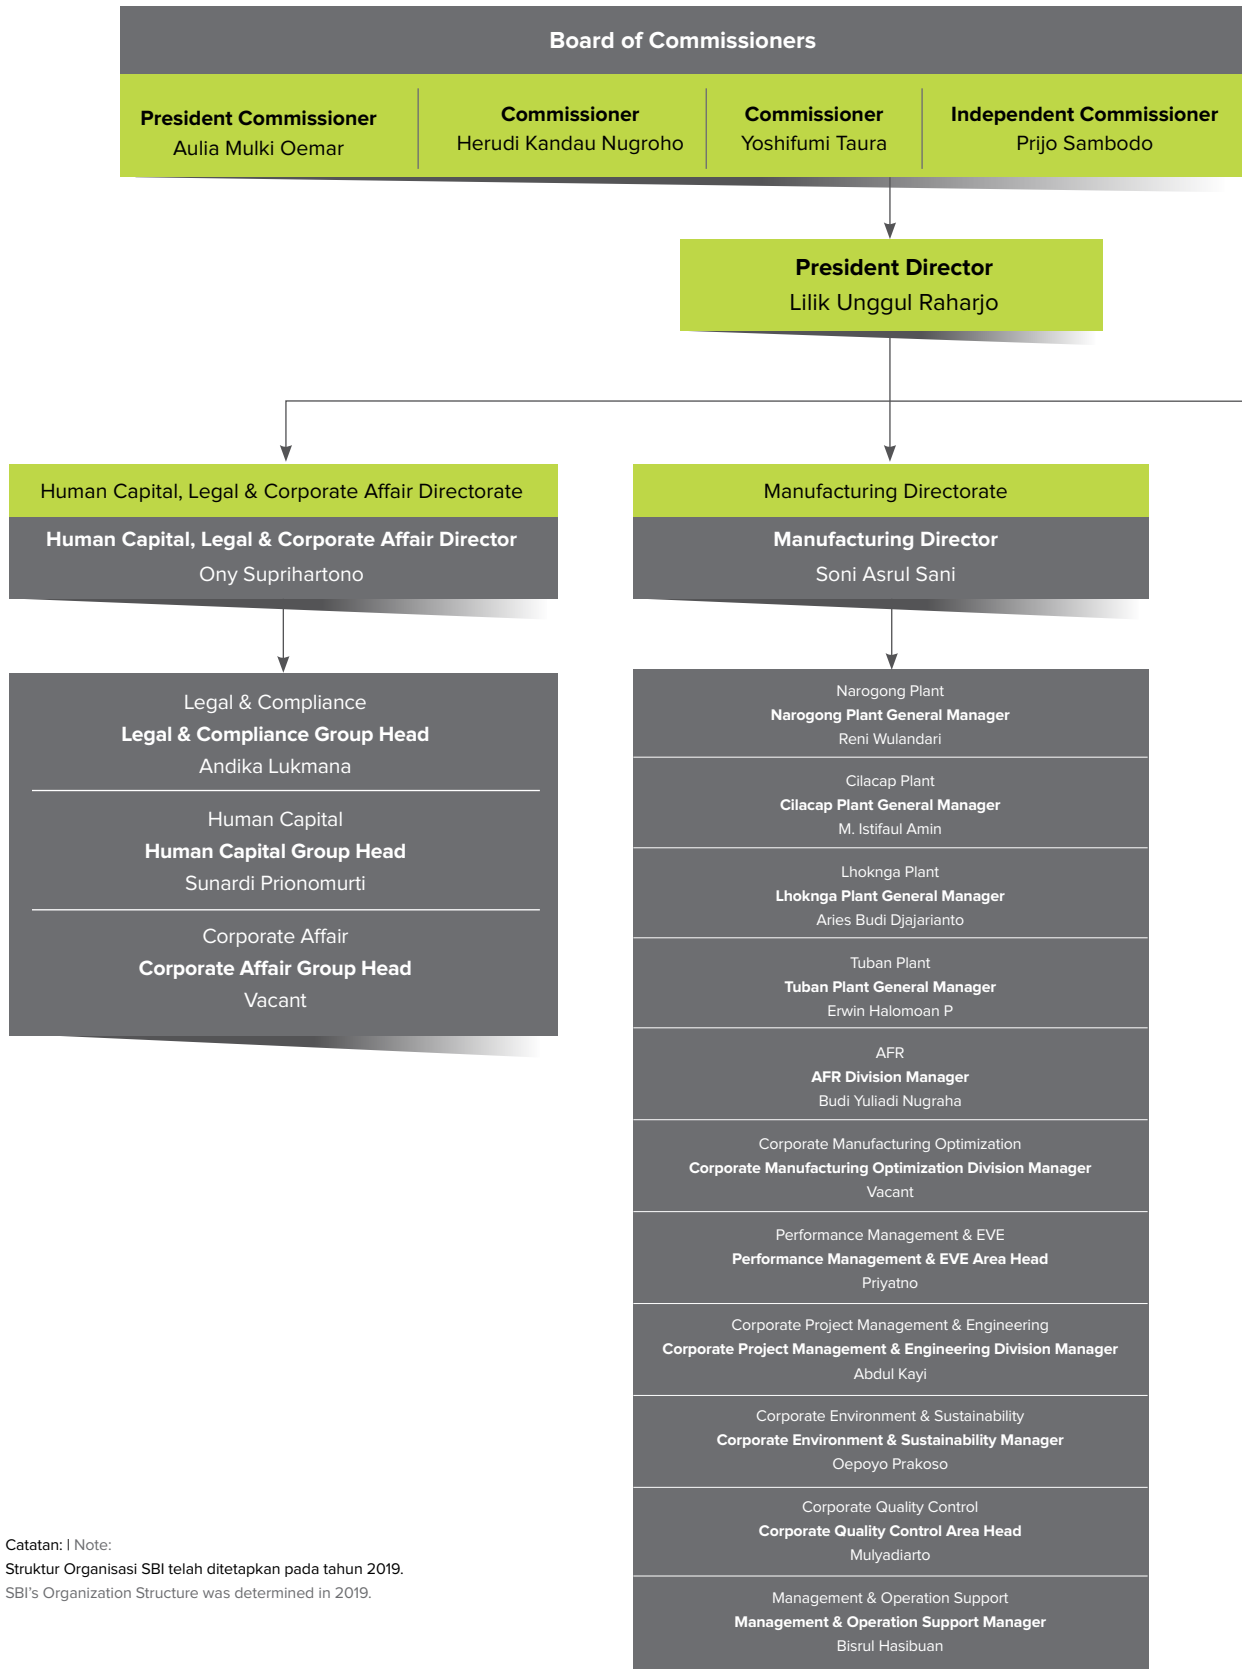 Board of Commissioners
President Commissioner
Aulia Mulki Oemar
Commissioner
Herudi Kandau Nugroho
Commissioner
Yoshifumi Taura
Independent Commissioner
Prijo Sambodo
President Director
Lilik Unggul Raharjo
Human Capital, Legal & Corporate Affair Directorate
Human Capital, Legal & Corporate Affair Director
Ony Suprihartono
Legal & Compliance
Legal & Compliance Group Head
Andika Lukmana
Human Capital
Human Capital Group Head
Sunardi Prionomurti
Corporate Affair
Corporate Affair Group Head
Vacant
Manufacturing Directorate
Manufacturing Director
Soni Asrul Sani
Narogong Plant
Narogong Plant General Manager
Reni Wulandari
Cilacap Plant
Cilacap Plant General Manager
M. Istifaul Amin
Lhoknga Plant
Lhoknga Plant General Manager
Aries Budi Djajarianto
Tuban Plant
Tuban Plant General Manager
Erwin Halomoan P
AFR
AFR Division Manager
Budi Yuliadi Nugraha
Corporate Manufacturing Optimization
Corporate Manufacturing Optimization Division Manager
Vacant
Performance Management & EVE
Performance Management & EVE Area Head
Priyatno
Corporate Project Management & Engineering
Corporate Project Management & Engineering Division Manager
Abdul Kayi
Corporate Environment & Sustainability
Corporate Environment & Sustainability Manager
Oepoyo Prakoso
Corporate Quality Control
Corporate Quality Control Area Head
Mulyadiarto
Management & Operation Support
Management & Operation Support Manager
Bisrul Hasibuan
Catatan: | Note:
Struktur Organisasi SBI telah ditetapkan pada tahun 2019.
SBI's Organization Structure was determined in 2019.